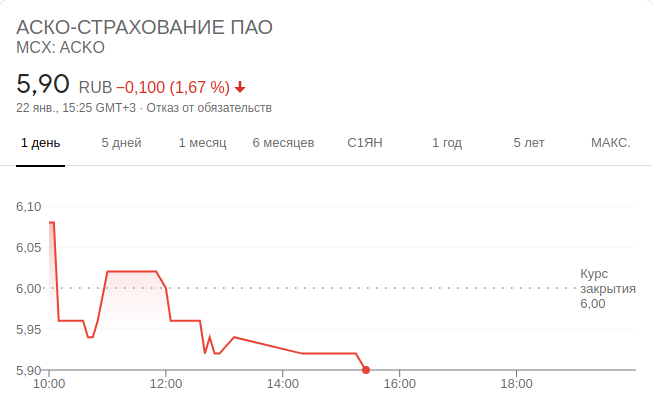 АСКО-СТРАХОВАНИЕ ПАО
MCX: ACKO
5,90 RUB −0,100 (1,67 %)
22 янв., 15:25 GMT+3 · Отказ от обязательств
1 день 5 дней 1 месяц 6 месяцев С1ЯН 1 год 5 лет МАКС.
6,10
6,05
6,00
5,95
5,90
Курс
закрытия
6,00
10:00 12:00 14:00 16:00 18:00